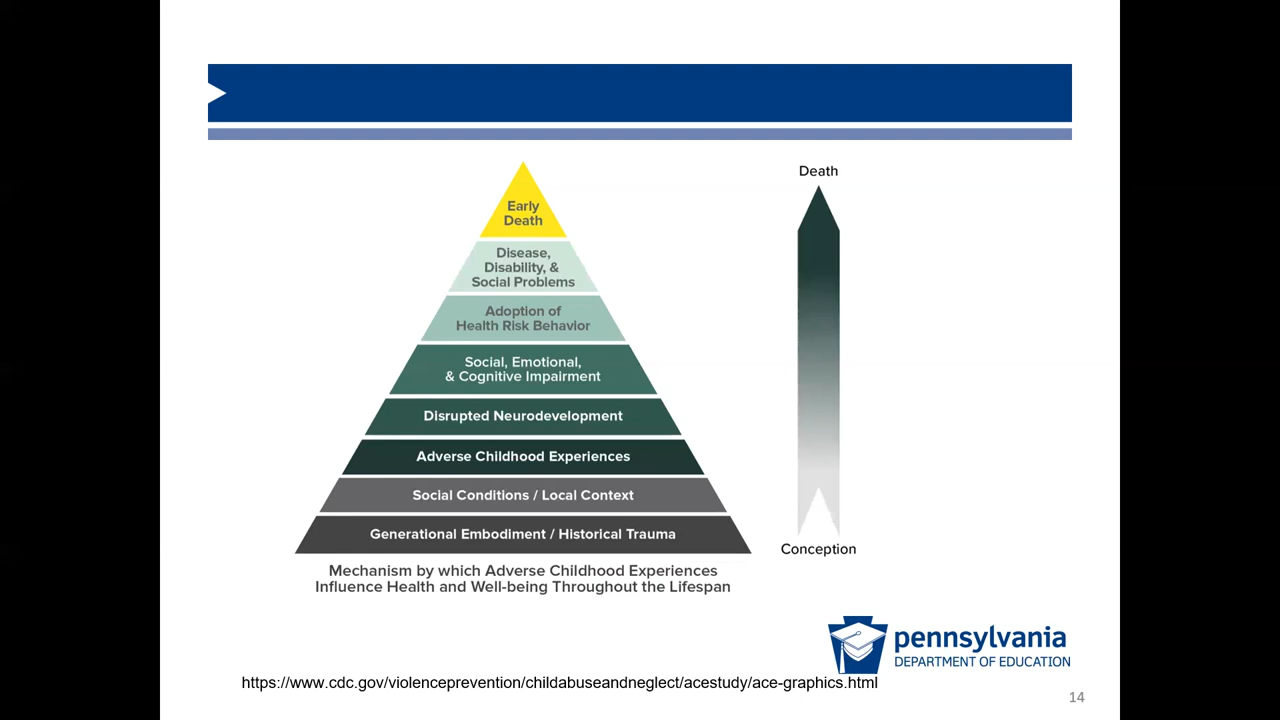 Early
Death
Disease,
Disability, &
Social Problems
Adoption of
Health Risk Behavior
Social, Emotional,
& Cognitive Impairment
Disrupted Neurodevelopment
Adverse Childhood Experiences
Social Conditions / Local Context
Generational Embodiment / Historical Trauma
Mechanism by which Adverse Childhood Experiences
Influence Health and Well-being Throughout the Lifespan
Death
Conception
pennsylvania
DEPARTMENT OF EDUCATION
https://www.cdc.gov/violenceprevention/childabuseandneglect/acestudy/ace-graphics.html
14